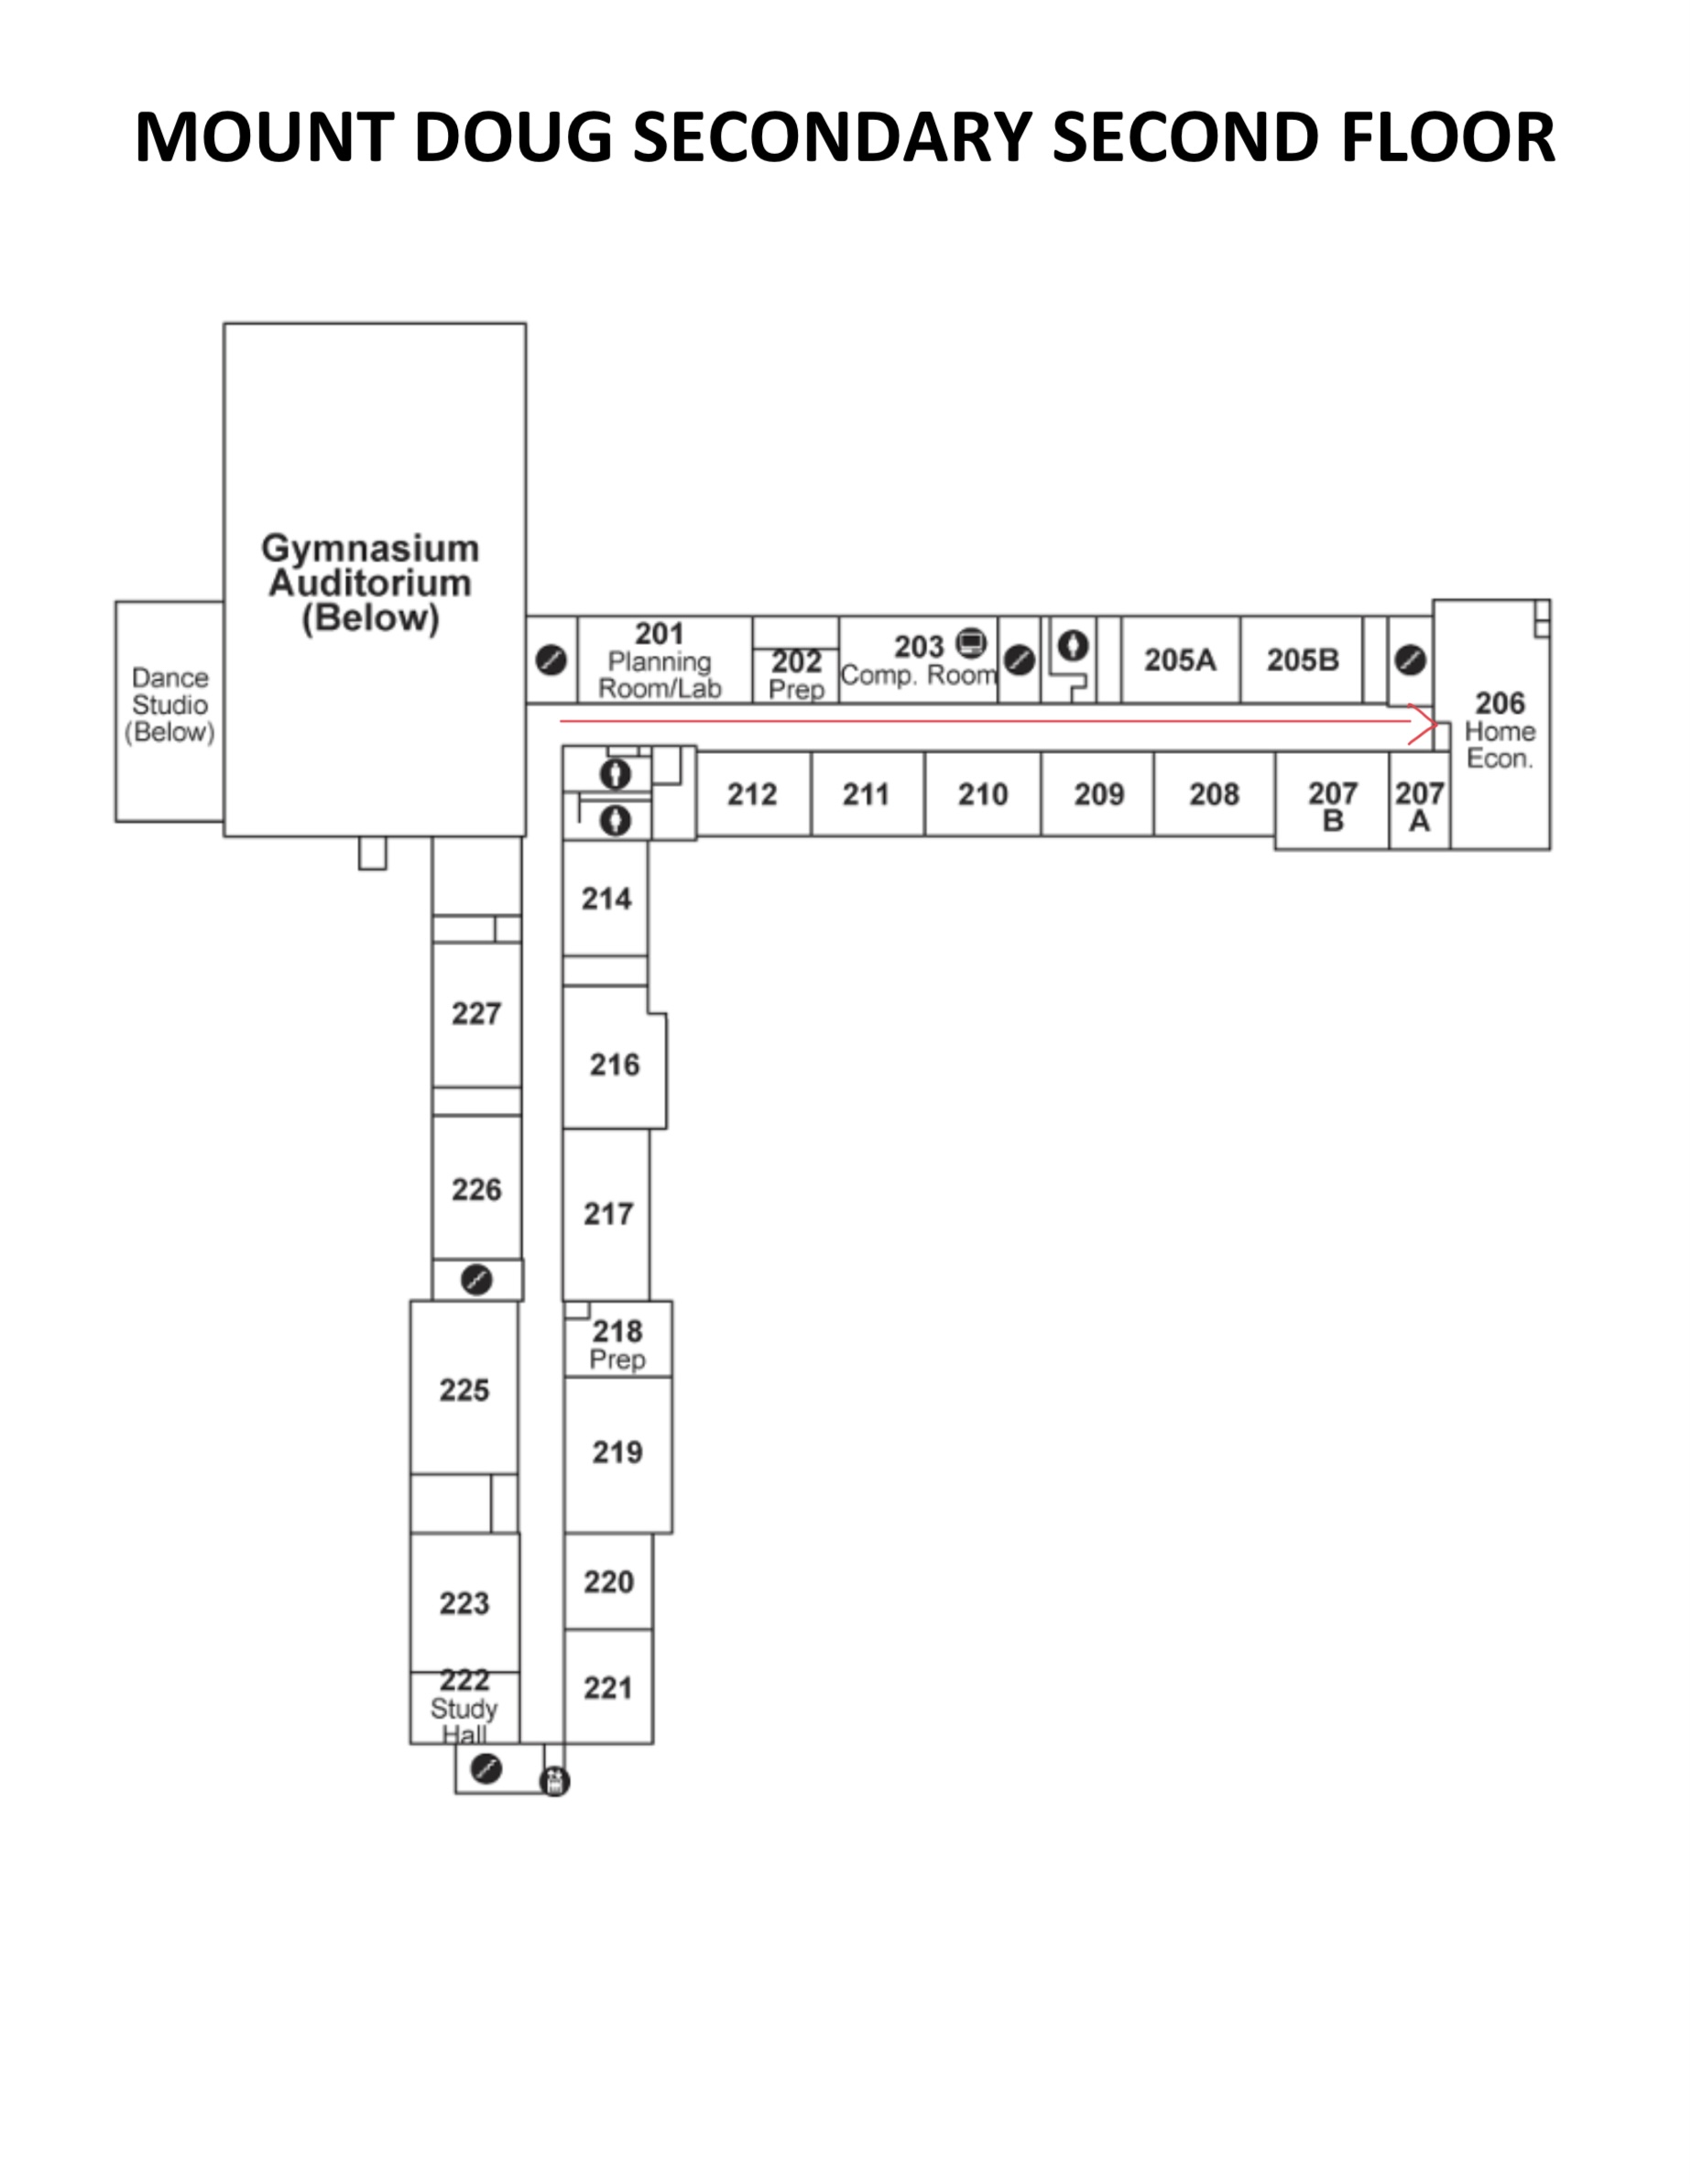 MOUNT DOUG SECONDARY SECOND FLOOR
Gymnasium
Auditorium
(Below)
Dance
Studio
(Below)
201
Planning
Room/Lab
202
Prep
203
Comp. Room
205A
205B
206
Home
Econ.
212
211
210
209
208
207
B
207
A
214
227
216
226
217
218
Prep
225
219
220
223
222
Study
Hall
221